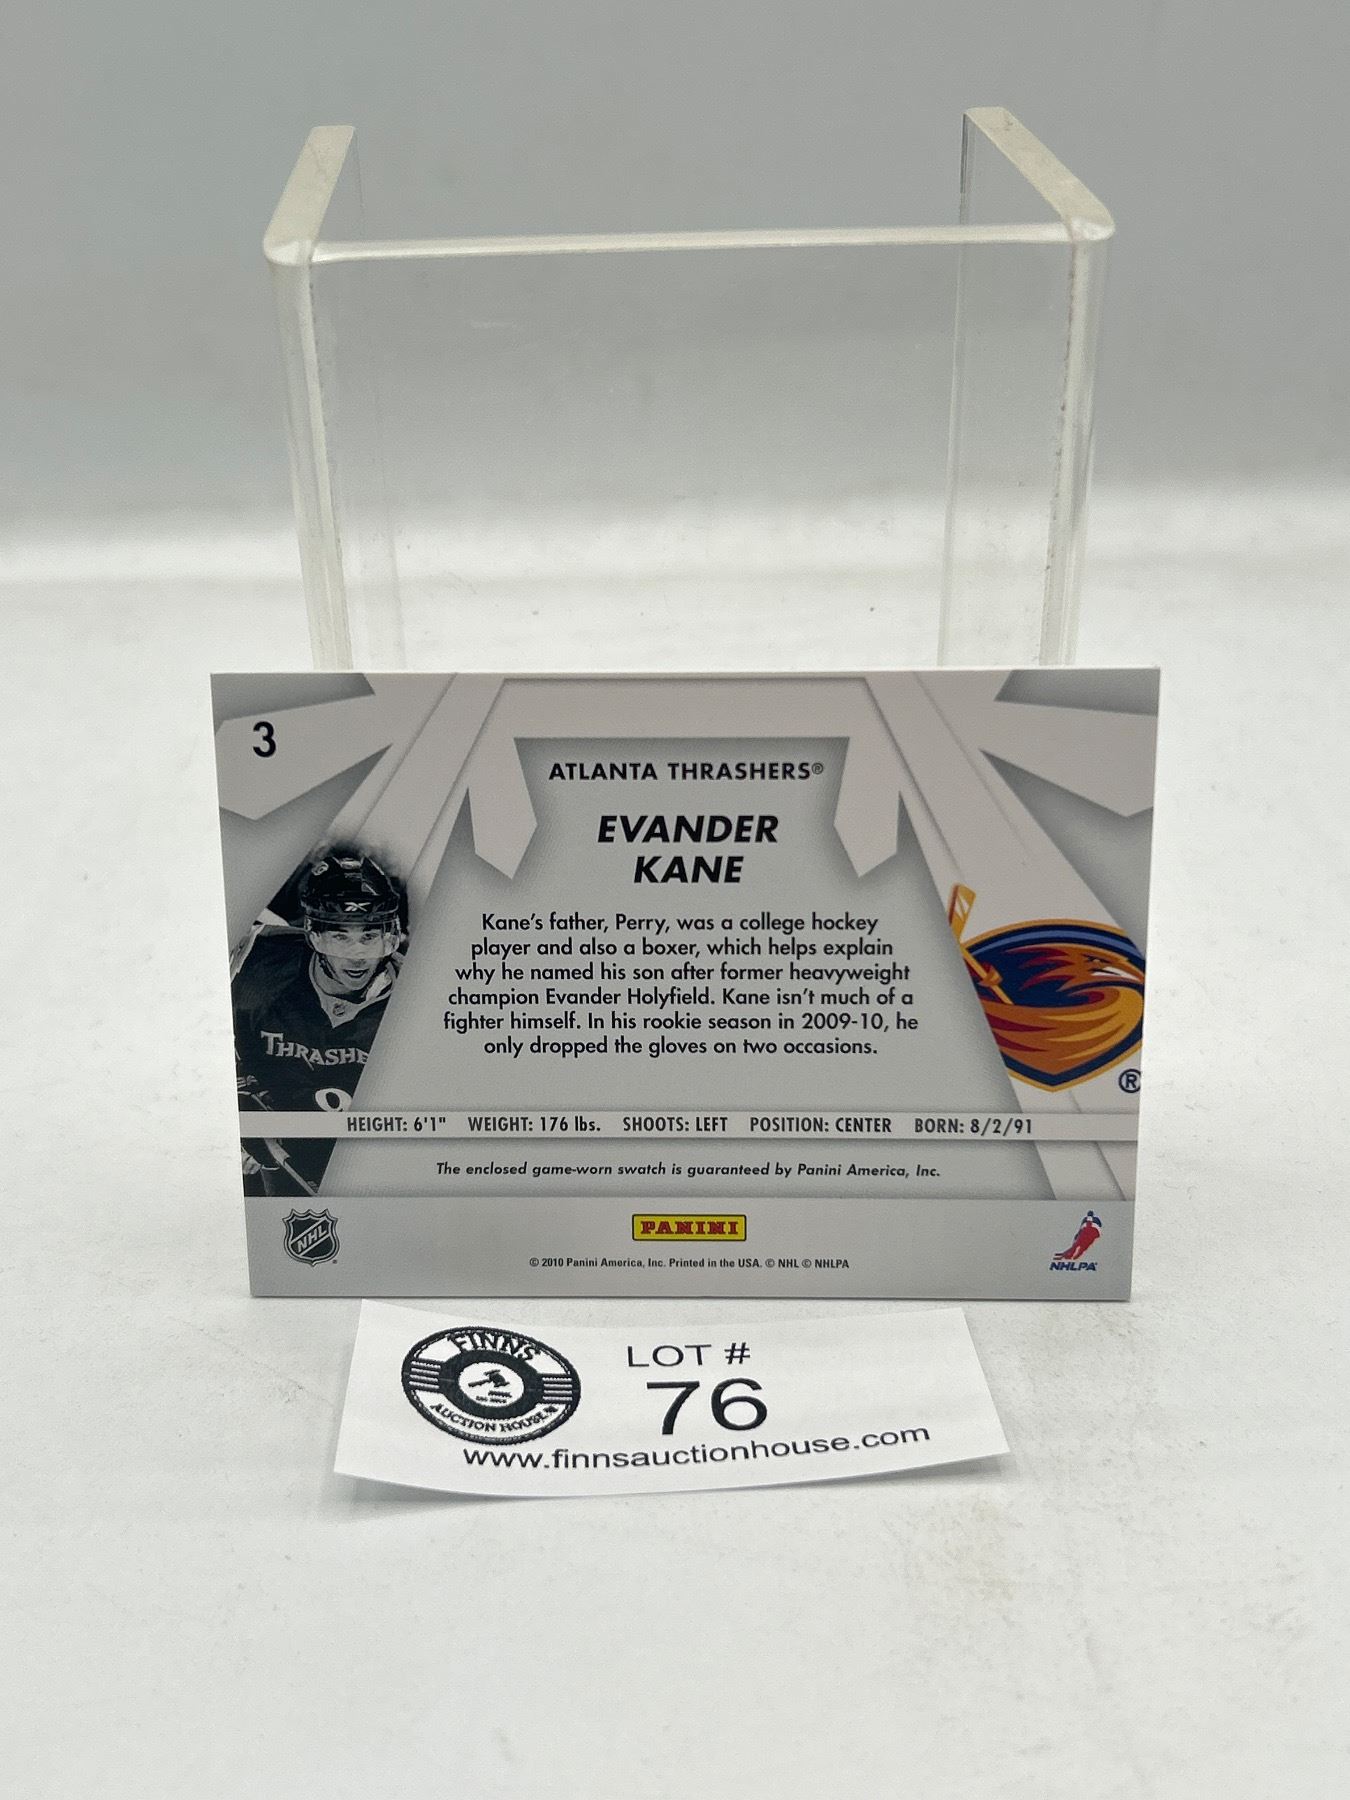 3
ATLANTA THRASHERS®
EVANDER
KANE
Kane's father, Perry, was a college hockey
player and also a boxer, which helps explain
why he named his son after former heavyweight
champion Evander Holyfield. Kane isn't much of a
fighter himself. In his rookie season in 2009-10, he
only dropped the gloves on two occasions.
THRASHE
9
®
HEIGHT: 6'1" WEIGHT: 176 lbs. SHOOTS: LEFT POSITION: CENTER BORN: 8/2/91
The enclosed game-worn swatch is guaranteed by Panini America, Inc.
NHL
PANINI
NHLPA
© 2010 Panini America, Inc. Printed in the USA. © NHL © NHLPA
FINN'S
AUCTION HOUSE
LOT #
76
www.finnsauctionhouse.com